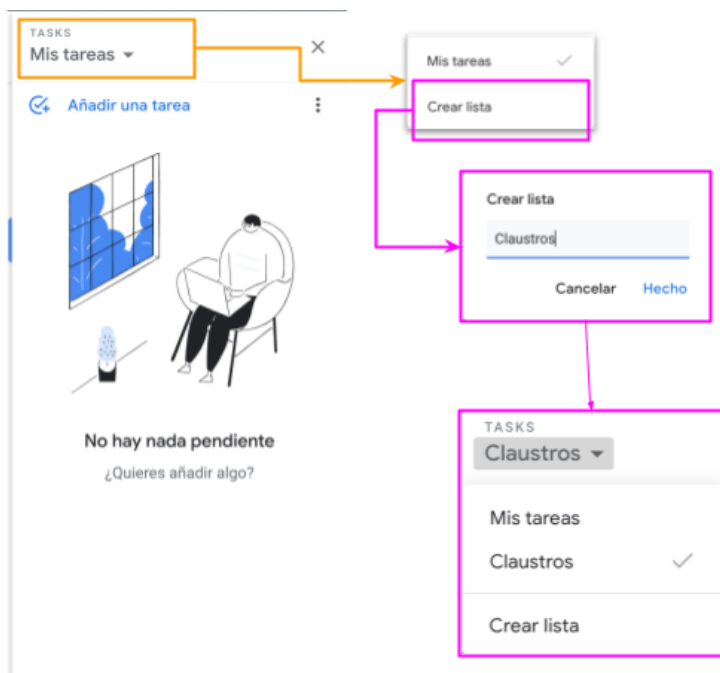 TASKS
Mis tareas
Añadir una tarea
No hay nada pendiente
¿Quieres añadir algo?
Mis tareas
Crear lista
Crear lista
Claustros
Cancelar Hecho
TASKS
Claustros
Mis tareas
Claustros
Crear lista